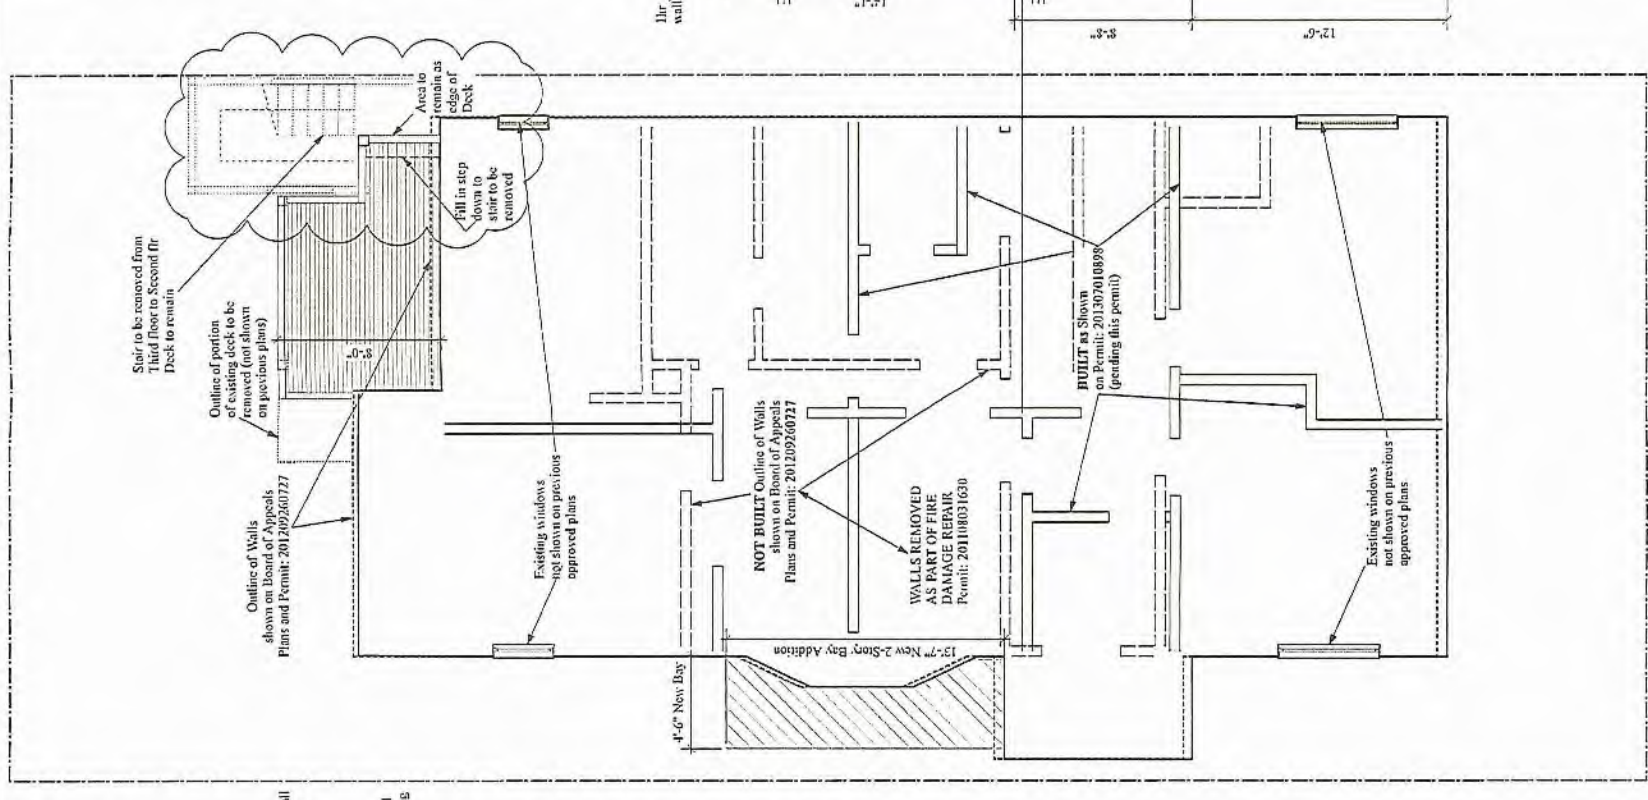 Stair to be removed from
Third floor to Second flr
Deck to remain
Outline of portion
of existing deck to be
removed (not shown
on previous plans)
Outline of Walls
shown on Board of Appeals
Plans and Permit: 201209260727
Area to
remain as
edge of
Deck
Fill in step
down to
stair to be
removed
8'-0"
Existing windows
not shown on previous
approved plans
4'-6" New Bay
13'-7" New 2-Story Bay Addition
NOT BUILT Outline of Walls
shown on Board of Appeals
Plans and Permit: 201209260727
WALLS REMOVED
AS PART OF FIRE
DAMAGE REPAIR
Permit: 201108031630
BUILT as Shown
on Permit: 201307010898
(pending this permit)
Existing windows
not shown on previous
approved plans
1hr
wall
8'-8"
12'-6"